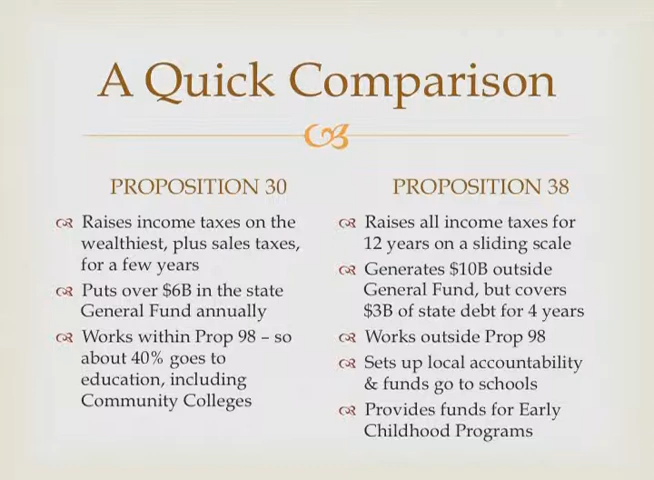 A Quick Comparison
PROPOSITION 30
Raises income taxes on the
wealthiest, plus sales taxes,
for a few years
Puts over $6B in the state
General Fund annually
Works within Prop 98 – so
about 40% goes to
education, including
Community Colleges
PROPOSITION 38
Raises all income taxes for
12 years on a sliding scale
Generates $10B outside
General Fund, but covers
$3B of state debt for 4 years
Works outside Prop 98
Sets up local accountability
& funds go to schools
Provides funds for Early
Childhood Programs